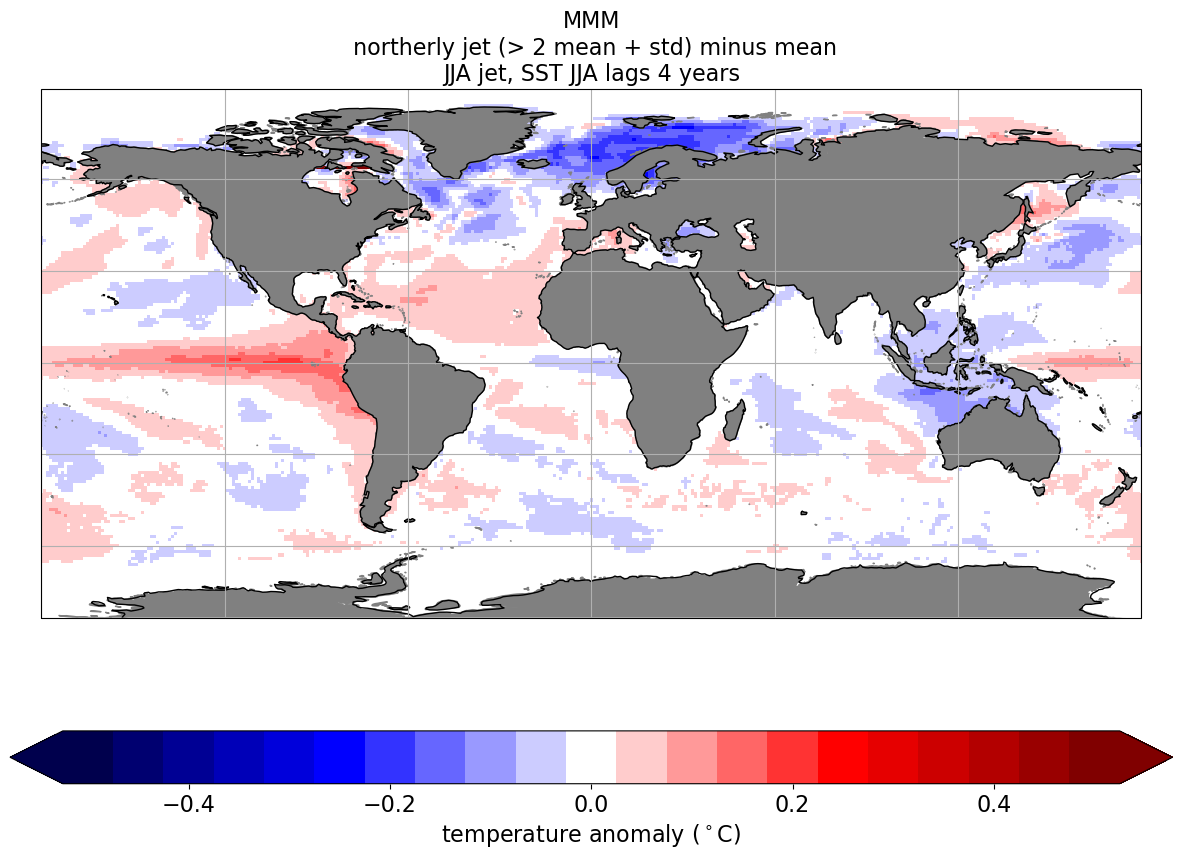 MMM
northerly jet (> 2 mean + std) minus mean
JJA jet, SST JJA lags 4 years
−0.4 −0.2 0.0 0.2 0.4
temperature anomaly (∘C)